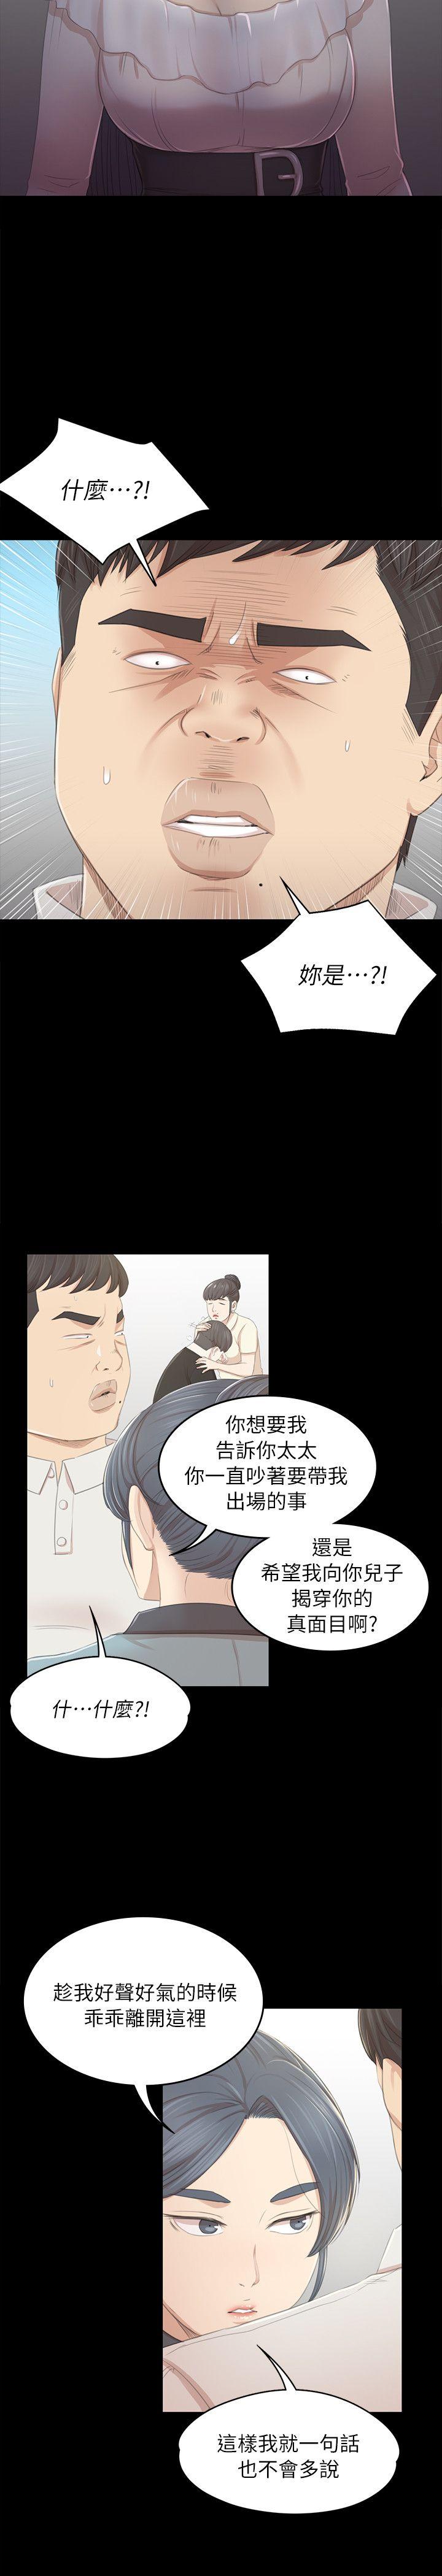 什麼…?!
妳是…?!
你想要我
告訴你太太
你一直吵著要帶我
出場的事
還是
希望我向你兒子
揭穿你的
真面目啊?
什…什麼?!
趁我好聲好氣的時候
乖乖離開這裡
這樣我就一句話
也不會多說